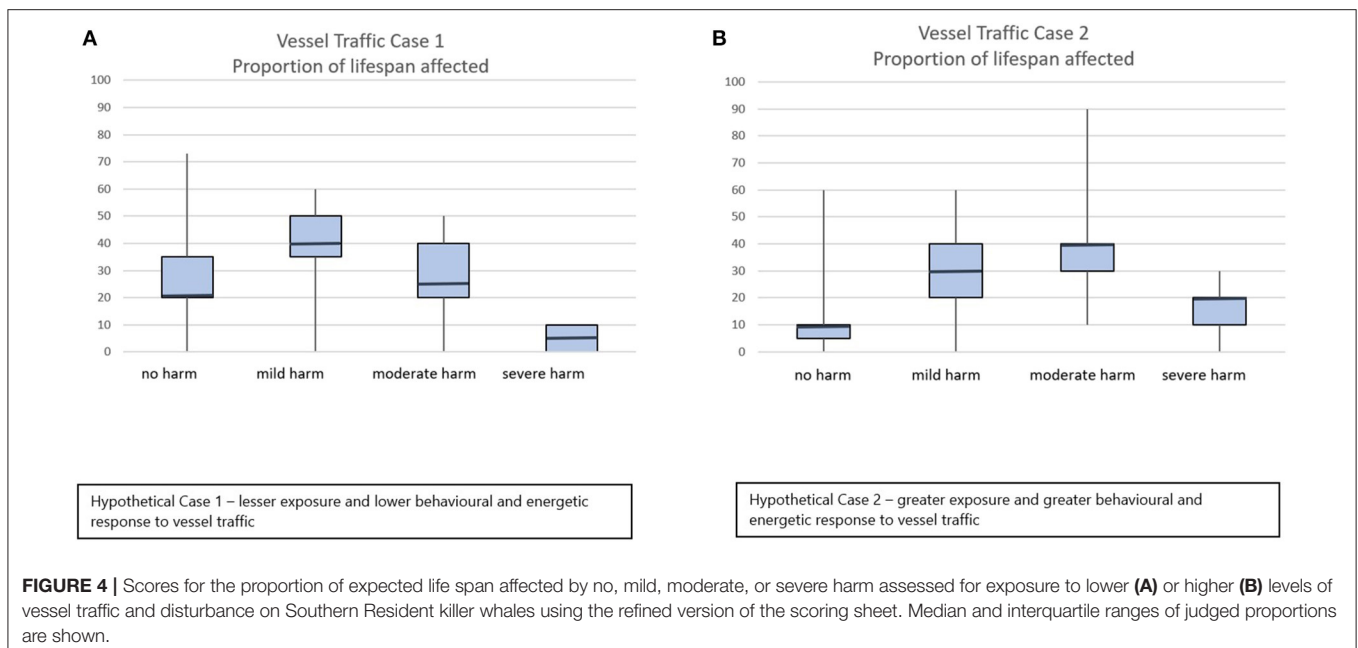 A
Vessel Traffic Case 1
Proportion of lifespan affected
100
90
80
70
60
50
40
30
20
10
0
no harm mild harm moderate harm severe harm
Hypothetical Case 1 – lesser exposure and lower behavioural and energetic
response to vessel traffic
B
Vessel Traffic Case 2
Proportion of lifespan affected
100
90
80
70
60
50
40
30
20
10
0
no harm mild harm moderate harm severe harm
Hypothetical Case 2 – greater exposure and greater behavioural and
energetic response to vessel traffic
FIGURE 4 | Scores for the proportion of expected life span affected by no, mild, moderate, or severe harm assessed for exposure to lower (A) or higher (B) levels of
vessel traffic and disturbance on Southern Resident killer whales using the refined version of the scoring sheet. Median and interquartile ranges of judged proportions
are shown.